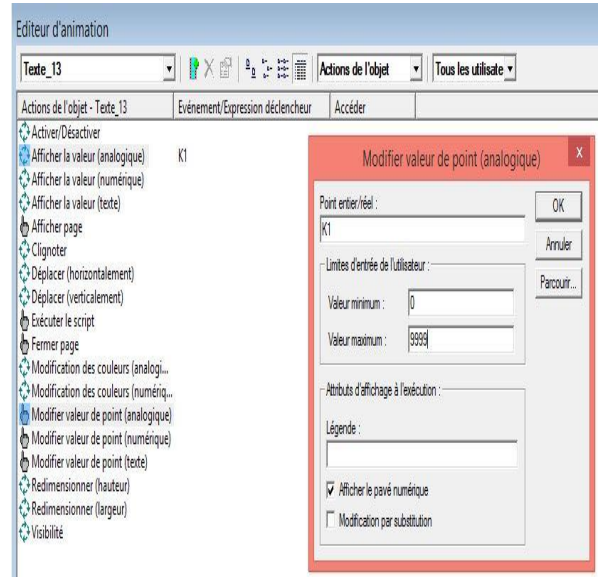 Editeur d'animation
Texte_13
Actions de l'objet
Tous les utilisate
Actions de l'objet - Texte_13 Evénement/Expression déclencheur Accéder
Activer/Désactiver
Afficher la valeur (analogique) K1
Afficher la valeur (numérique)
Afficher la valeur (texte)
Afficher page
Clignoter
Déplacer (horizontalement)
Déplacer (verticalement)
Exécuter le script
Fermer page
Modification des couleurs (analogi...
Modification des couleurs (numériq...
Modifier valeur de point (analogique)
Modifier valeur de point (numérique)
Modifier valeur de point (texte)
Redimensionner (hauteur)
Redimensionner (largeur)
Visibilité
Modifier valeur de point (analogique) x
Point entier/réel :
K1
OK
Annuler
Parcourir...
Limites d'entrée de l'utilisateur :
Valeur minimum : 0
Valeur maximum : 9999
Attributs d'affichage à l'exécution :
Légende :
Afficher le pavé numérique
Modification par substitution